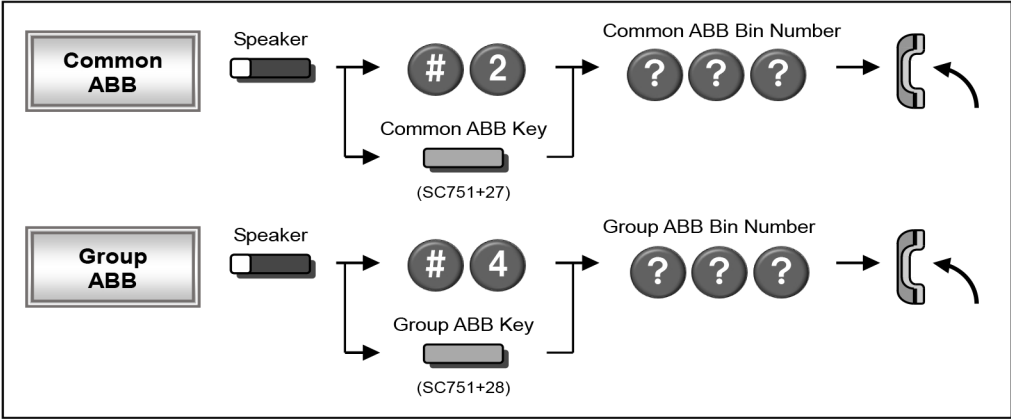 Common
ABB
Speaker
# 2
Common ABB Key
(SC751+27)
Common ABB Bin Number
? ? ?
Group
ABB
Speaker
# 4
Group ABB Key
(SC751+28)
Group ABB Bin Number
? ? ?